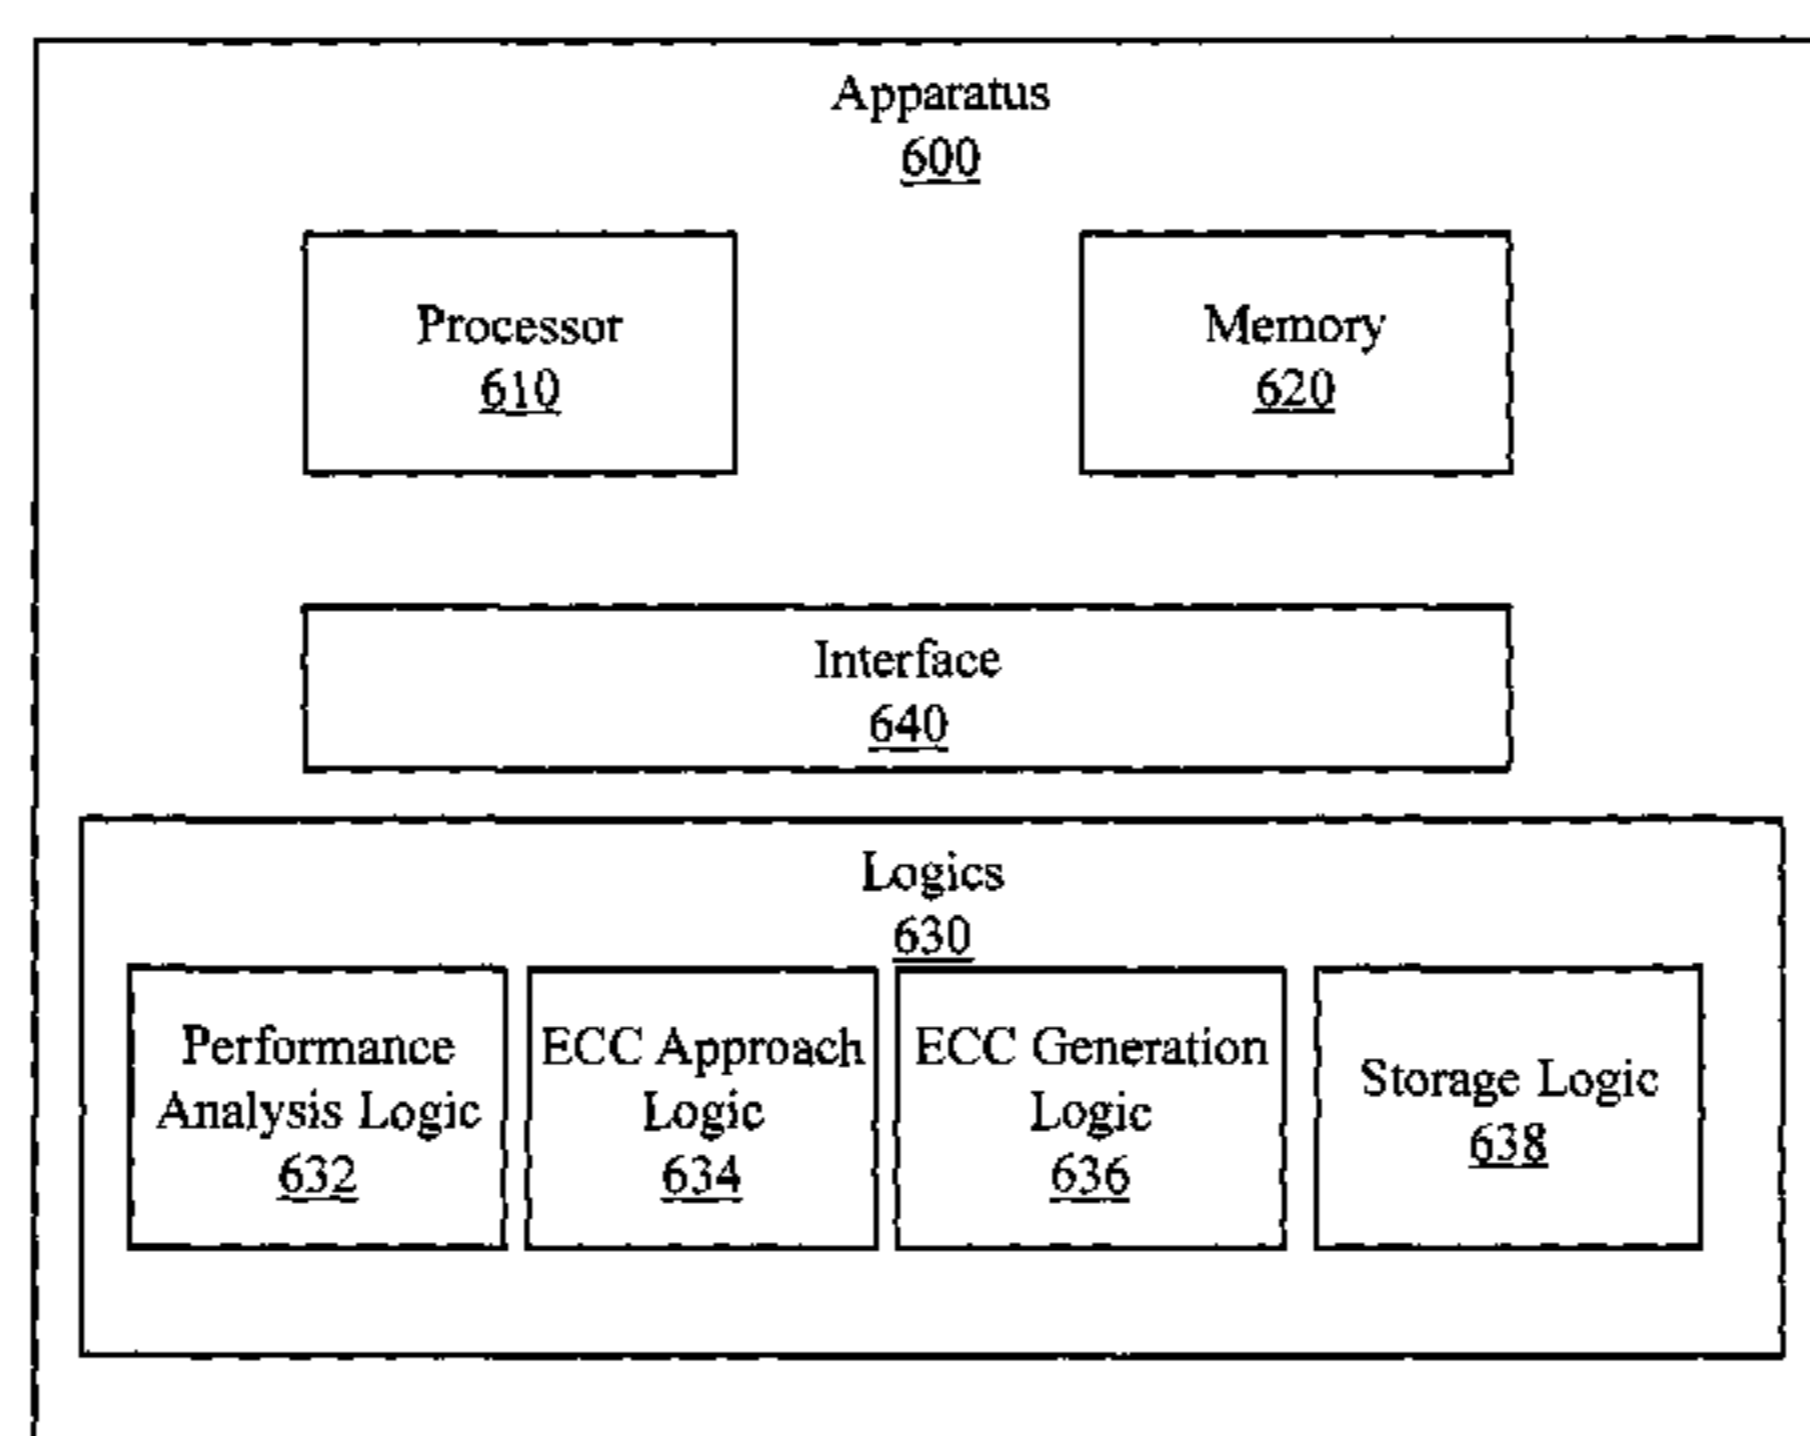 Apparatus
600
Processor
610
Memory
620
Interface
640
Logics
630
Performance
Analysis Logic
632
ECC Approach
Logic
634
ECC Generation
Logic
636
Storage Logic
638